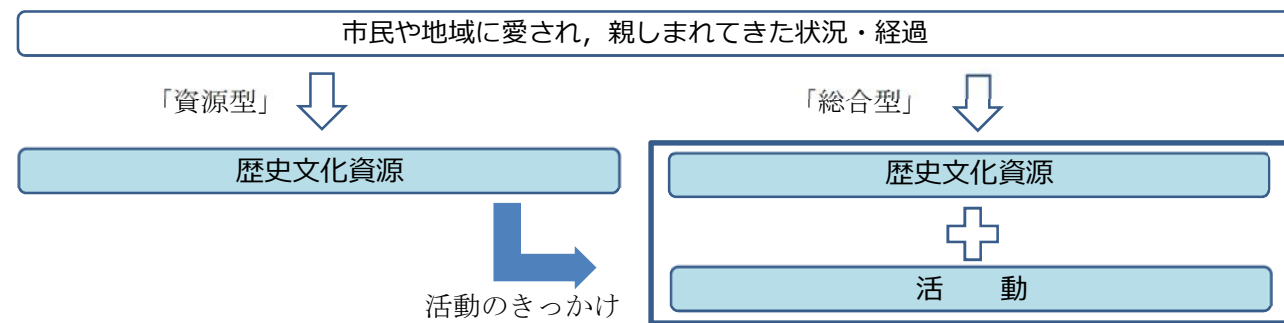 市民や地域に愛され，親しまれてきた状況・経過
「資源型」
「総合型」
歴史文化資源
歴史文化資源
活　　動
活動のきっかけ